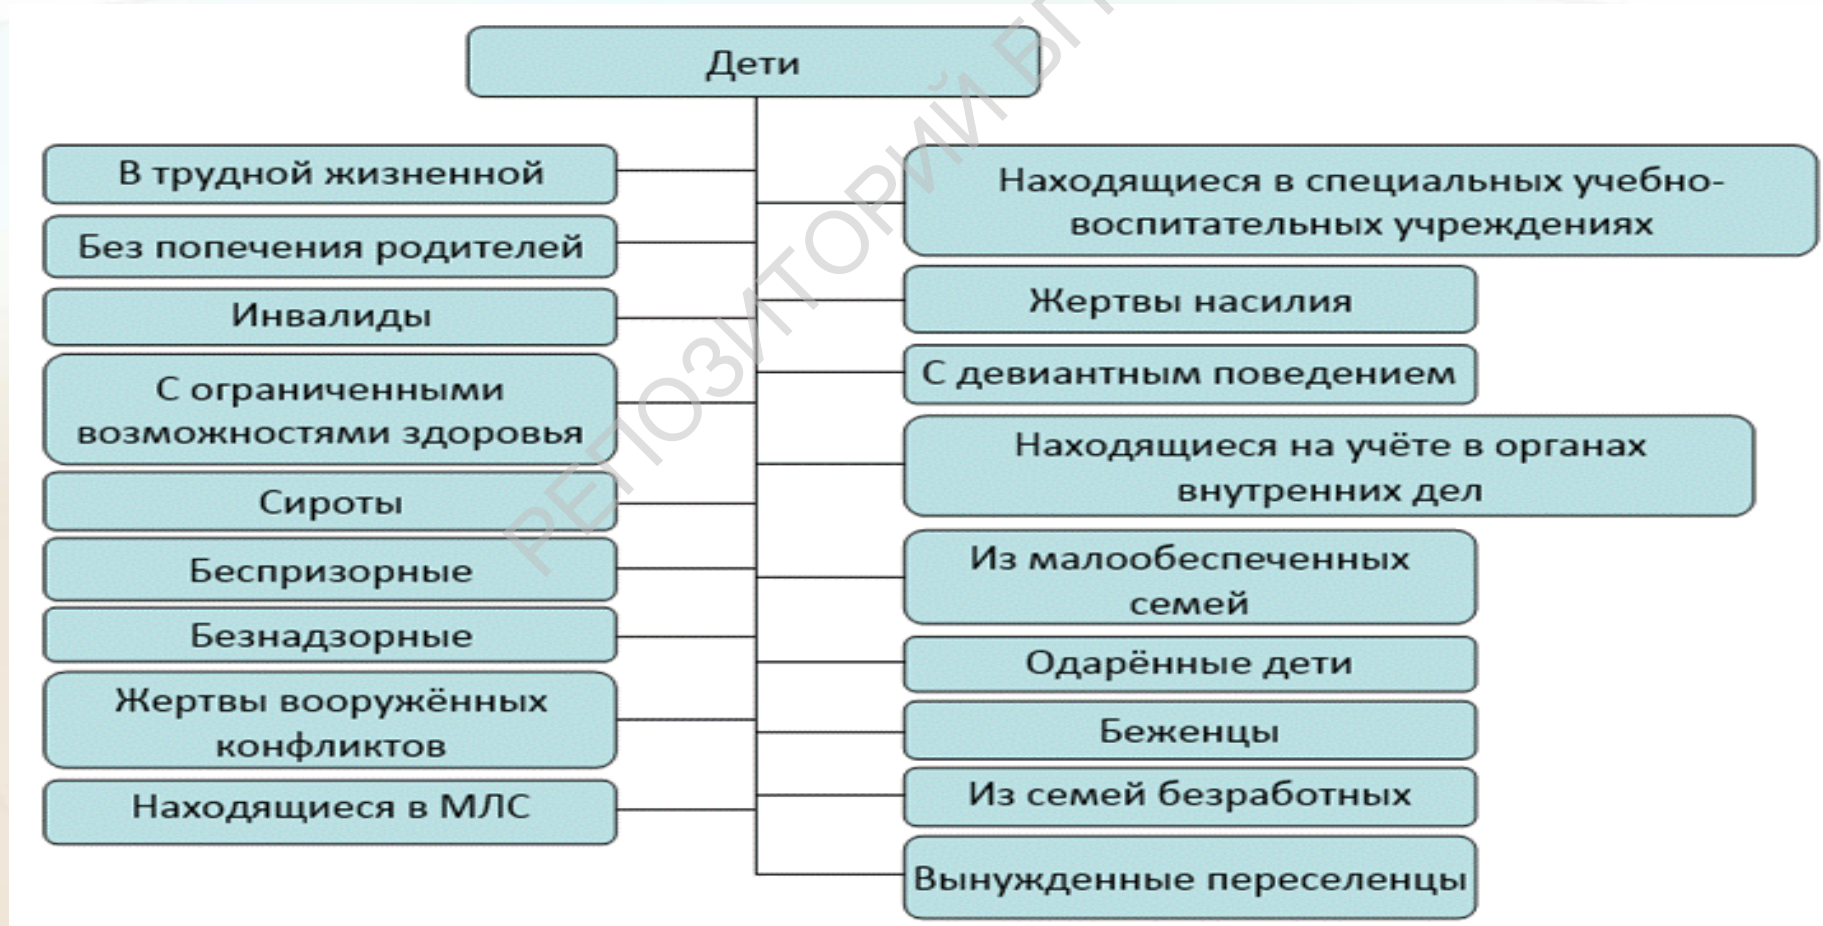 Дети
В трудной жизненной
Без попечения родителей
Инвалиды
С ограниченными
возможностями здоровья
Сироты
Беспризорные
Безнадзорные
Жертвы вооружённых
конфликтов
Находящиеся в МЛС
Находящиеся в специальных учебно-
воспитательных учреждениях
Жертвы насилия
С девиантным поведением
Находящиеся на учёте в органах
внутренних дел
Из малообеспеченных
семей
Одарённые дети
Беженцы
Из семей безработных
Вынужденные переселенцы
РЕПОЗИТОРИЙ